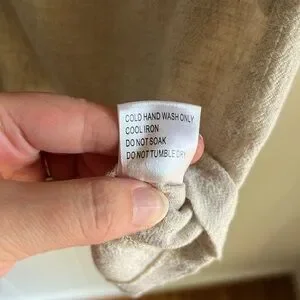 COLD HAND WASH ONLY
COOL IRON
DO NOT SOAK
DO NOT TUMBLE DRY